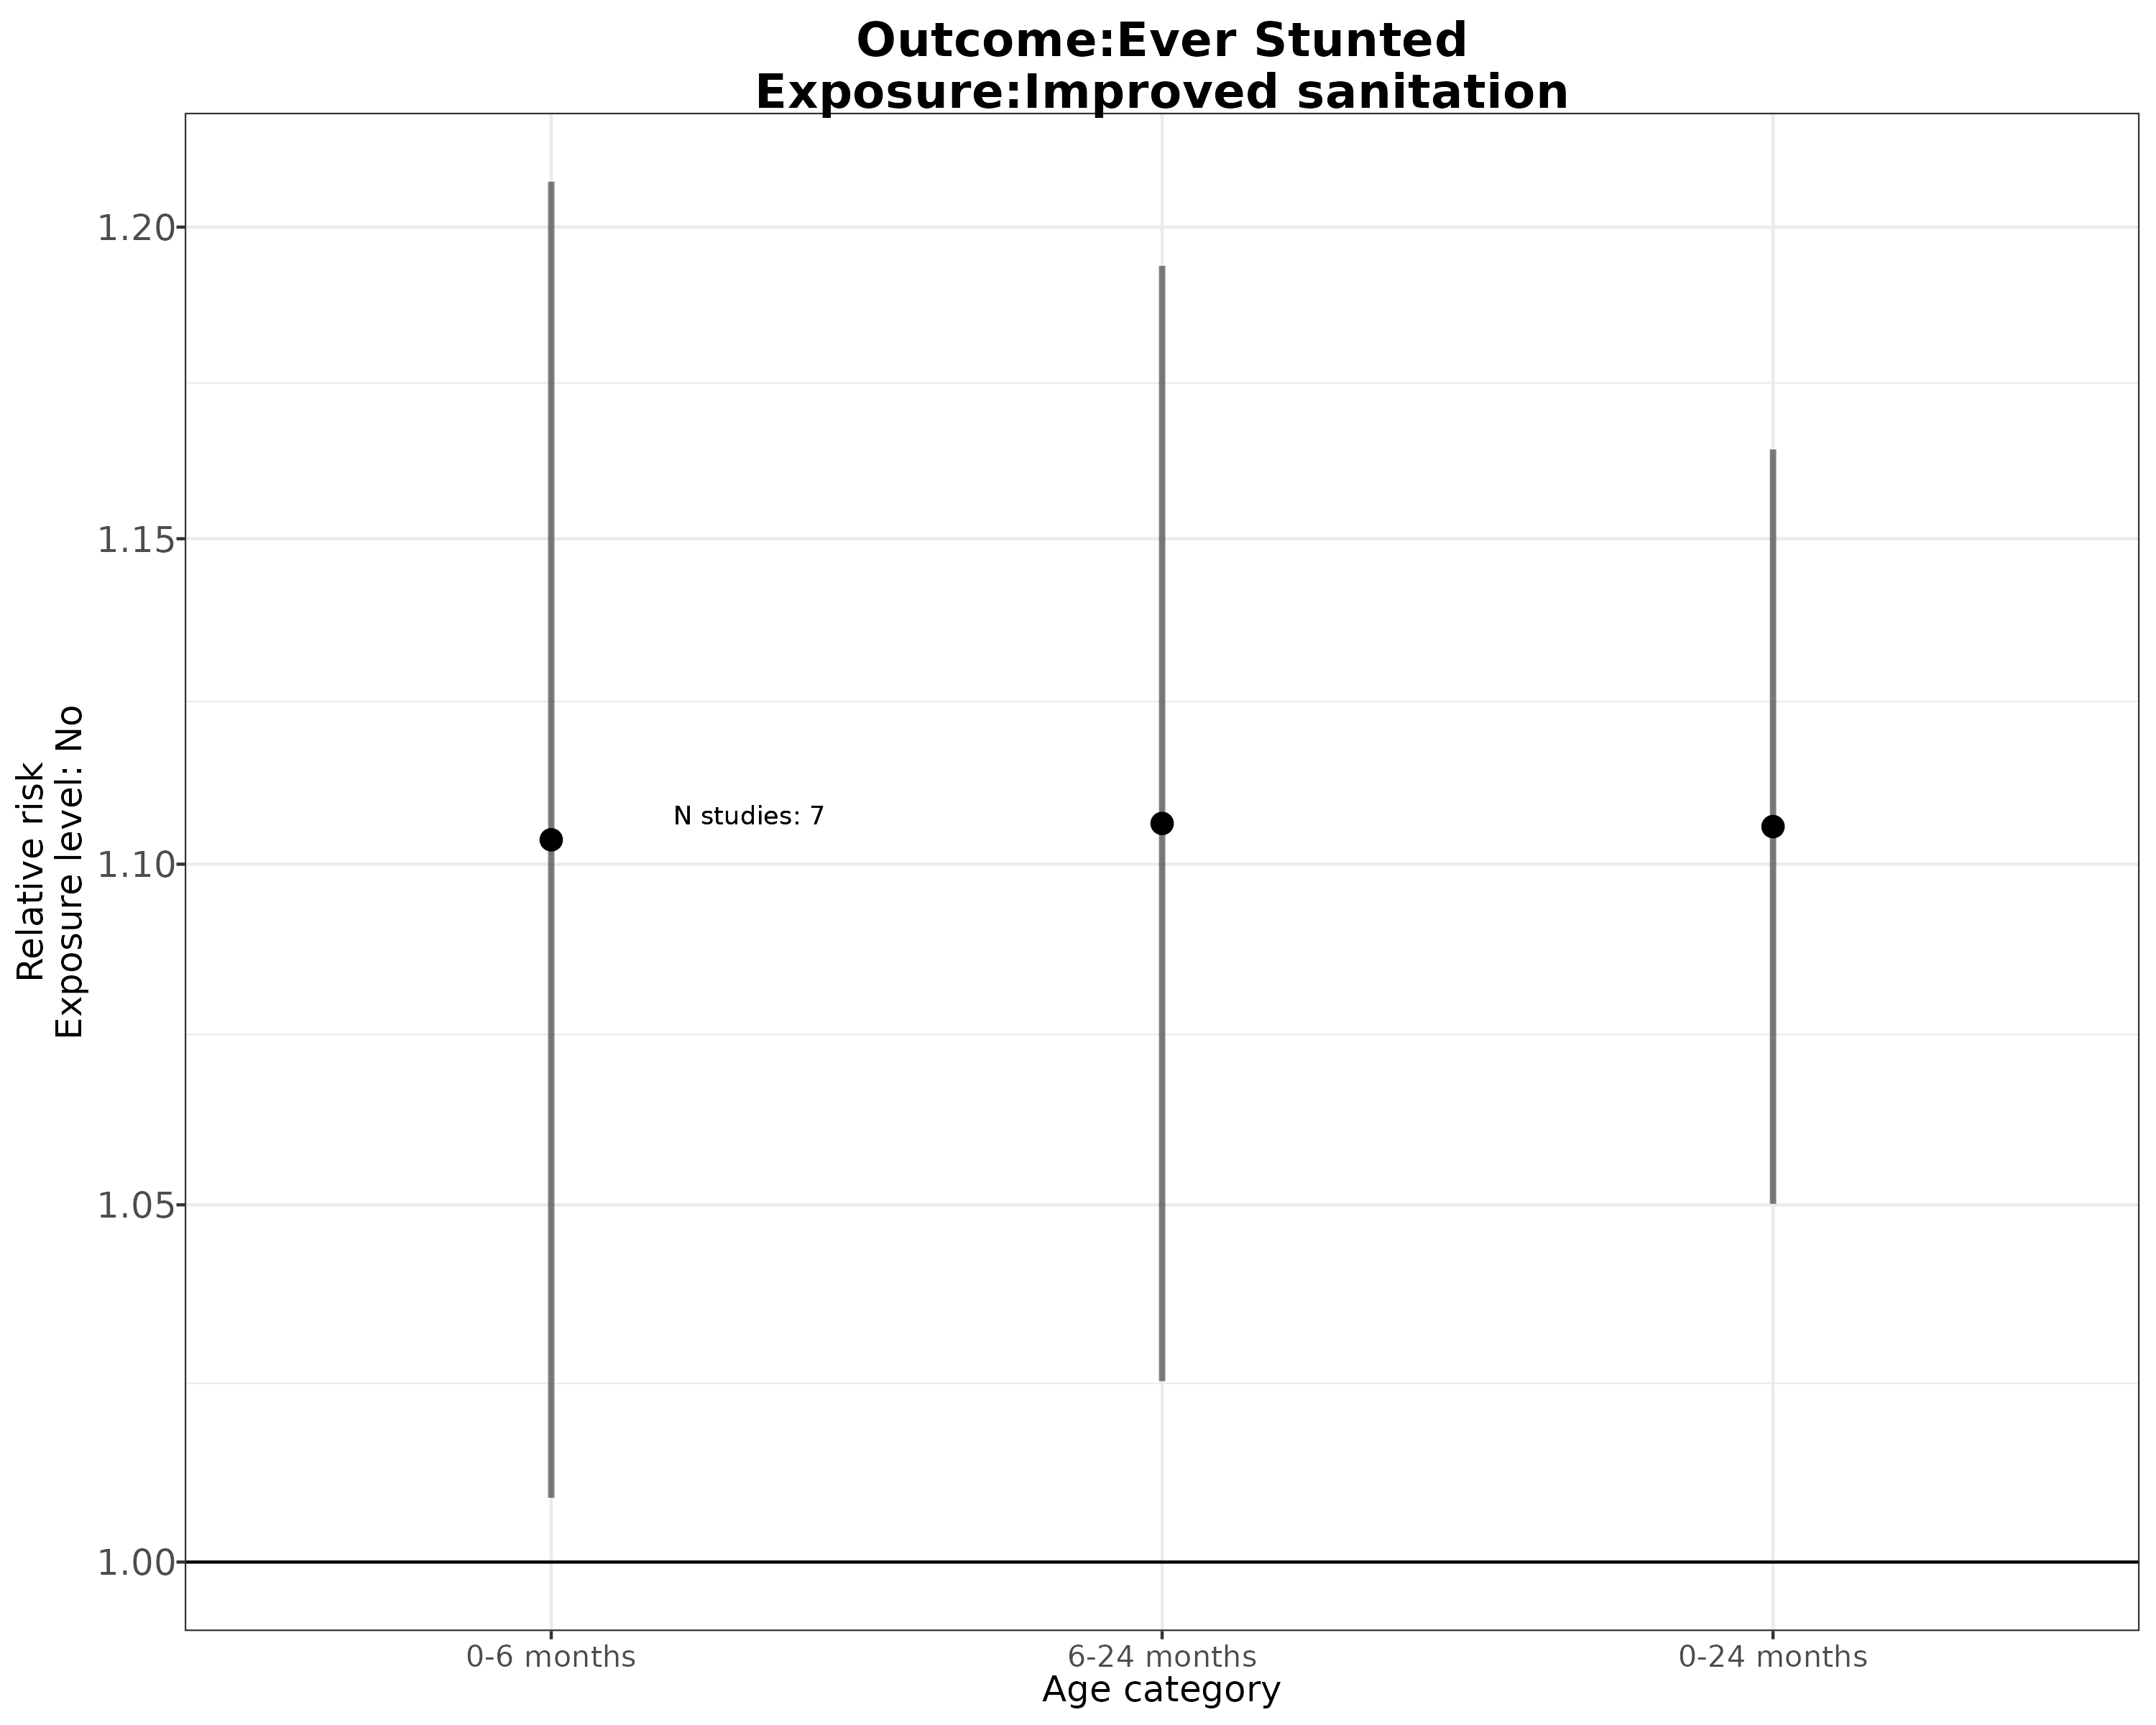 Outcome:Ever Stunted
Exposure:Improved sanitation
Relative risk
Exposure level: No
1.20
1.15
1.10
1.05
1.00
N studies: 7
0-6 months
6-24 months
0-24 months
Age category